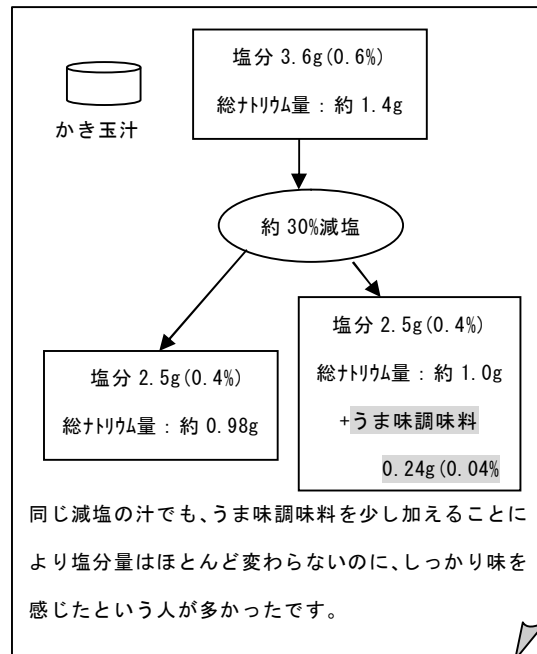 塩分 3.6g(0.6%)
総ナトリウム量：約 1.4g
かき玉汁
約 30%減塩
塩分 2.5g(0.4%)
総ナトリウム量：約 0.98g
塩分 2.5g(0.4%)
総ナトリウム量：約 1.0g
+うま味調味料
0.24g(0.04%
同じ減塩の汁でも、うま味調味料を少し加えることに
より塩分量はほとんど変わらないのに、しっかり味を
感じたという人が多かったです。